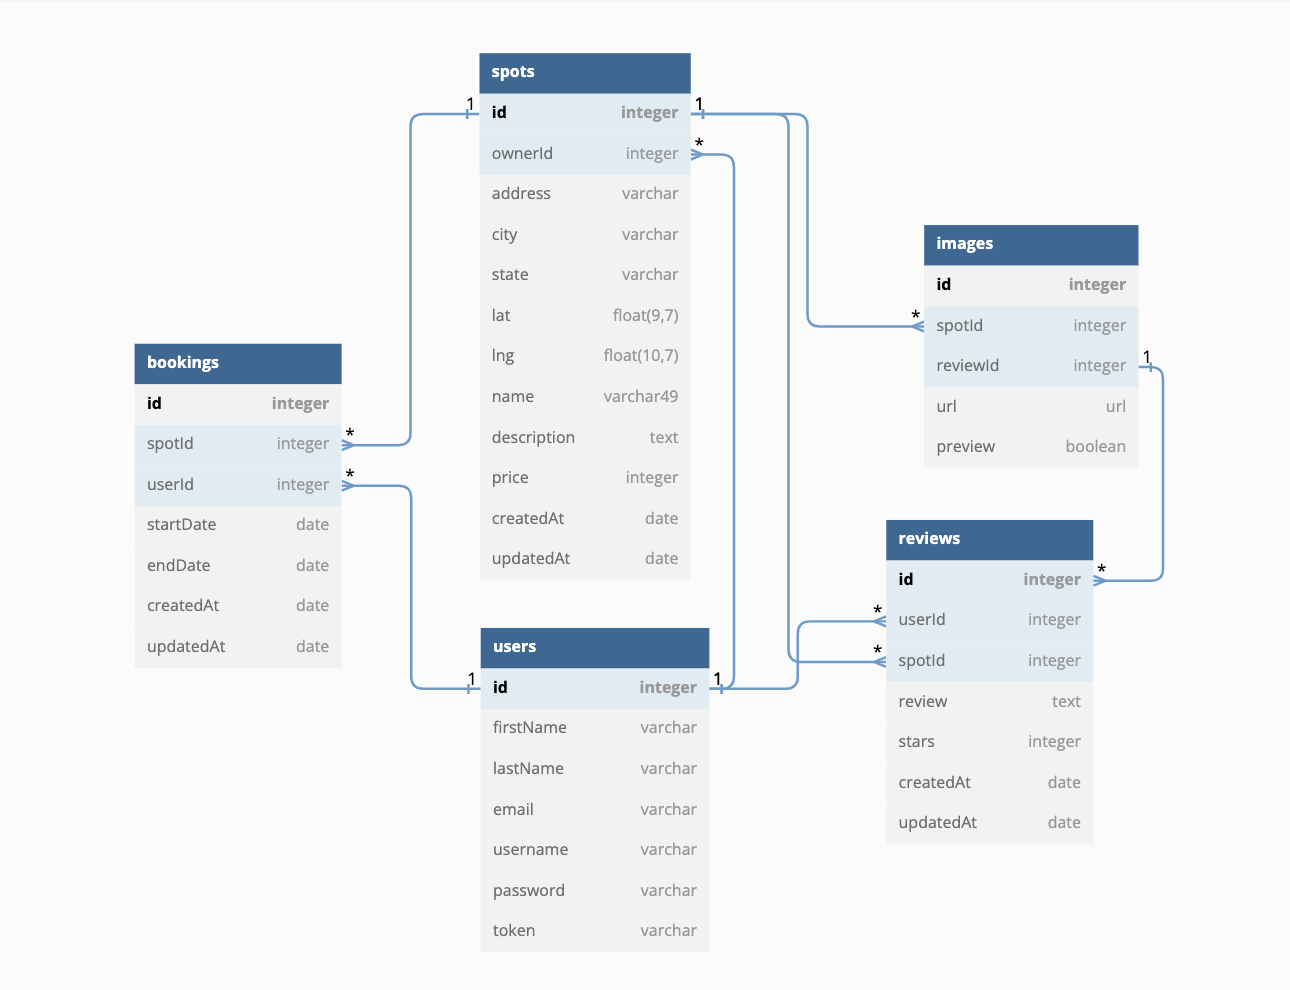 spots
1 id integer 1
ownerId integer *
address varchar
city varchar
state varchar
lat float(9,7)
lng float(10,7)
name varchar49
description text
price integer
createdAt date
updatedAt date
images
id integer
* spotId integer
reviewId integer 1
url url
preview boolean
bookings
id integer
spotId integer *
userId integer *
startDate date
endDate date
createdAt date
updatedAt date
reviews
id integer *
* userId integer
* spotId integer
review text
stars integer
createdAt date
updatedAt date
users
1 id integer 1
firstName varchar
lastName varchar
email varchar
username varchar
password varchar
token varchar